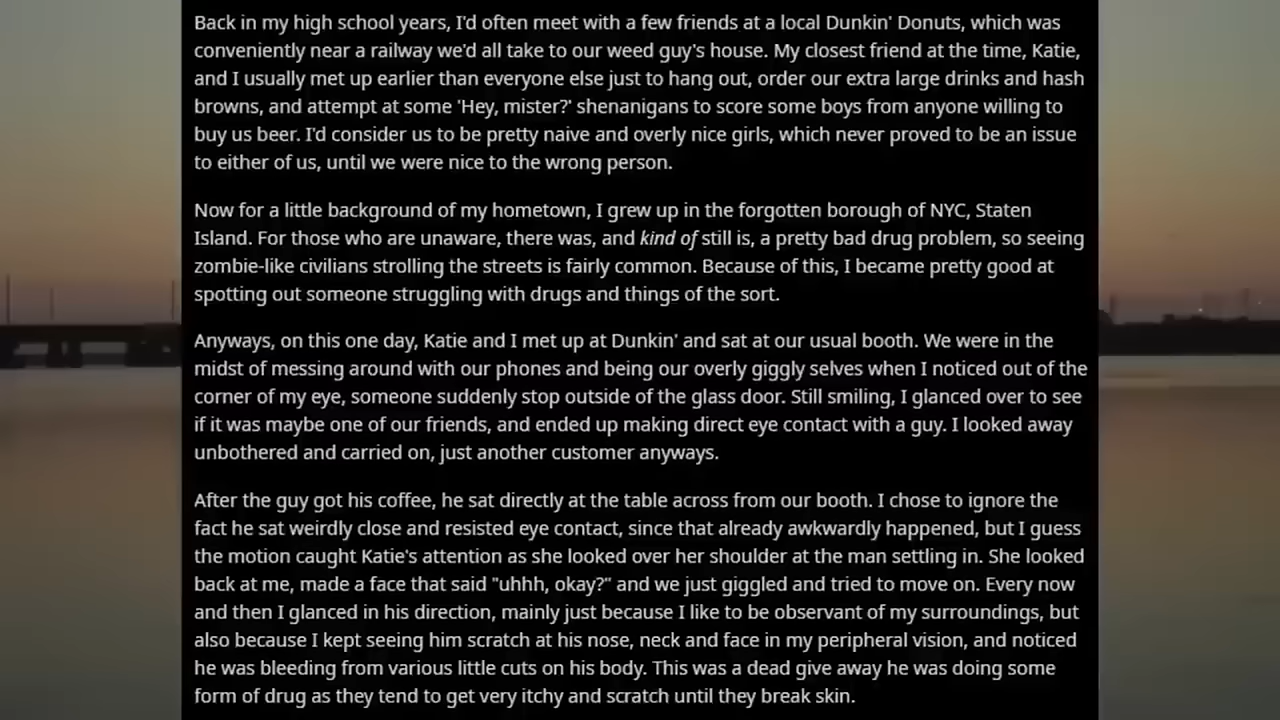 Back in my high school years, I'd often meet with a few friends at a local Dunkin' Donuts, which was
conveniently near a railway we'd all take to our weed guy's house. My closest friend at the time, Katie,
and I usually met up earlier than everyone else just to hang out, order our extra large drinks and hash
browns, and attempt at some 'Hey, mister?' shenanigans to score some boys from anyone willing to
buy us beer. I'd consider us to be pretty naive and overly nice girls, which never proved to be an issue
to either of us, until we were nice to the wrong person.
Now for a little background of my hometown, I grew up in the forgotten borough of NYC, Staten
Island. For those who are unaware, there was, and kind of still is, a pretty bad drug problem, so seeing
zombie-like civilians strolling the streets is fairly common. Because of this, I became pretty good at
spotting out someone struggling with drugs and things of the sort.
Anyways, on this one day, Katie and I met up at Dunkin' and sat at our usual booth. We were in the
midst of messing around with our phones and being our overly giggly selves when I noticed out of the
corner of my eye, someone suddenly stop outside of the glass door. Still smiling, I glanced over to see
if it was maybe one of our friends, and ended up making direct eye contact with a guy. I looked away
unbothered and carried on, just another customer anyways.
After the guy got his coffee, he sat directly at the table across from our booth. I chose to ignore the
fact he sat weirdly close and resisted eye contact, since that already awkwardly happened, but I guess
the motion caught Katie's attention as she looked over her shoulder at the man settling in. She looked
back at me, made a face that said "uhhh, okay?" and we just giggled and tried to move on. Every now
and then I glanced in his direction, mainly just because I like to be observant of my surroundings, but
also because I kept seeing him scratch at his nose, neck and face in my peripheral vision, and noticed
he was bleeding from various little cuts on his body. This was a dead give away he was doing some
form of drug as they tend to get very itchy and scratch until they break skin.